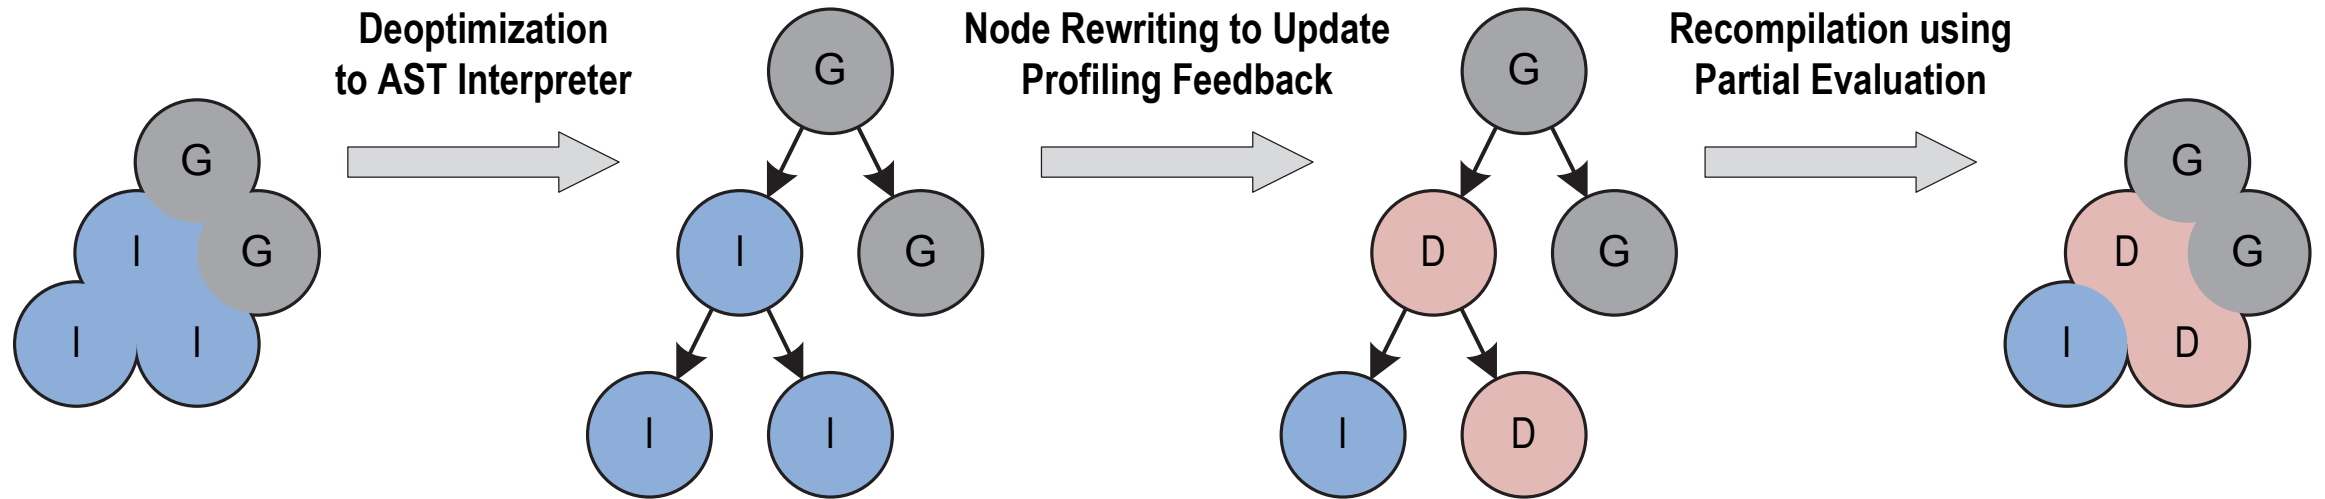 Deoptimization
to AST Interpreter
Node Rewriting to Update
Profiling Feedback
Recompilation using
Partial Evaluation
G
I
G
I
I
G
I
G
I
I
G
D
G
I
D
G
D
G
I
D